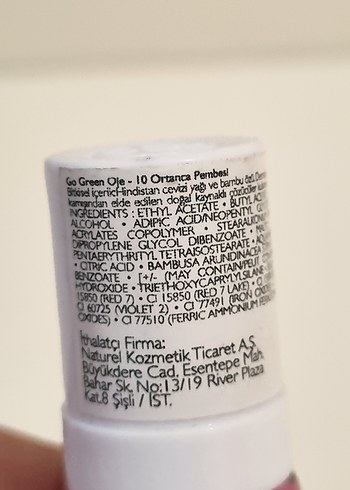 Go Green Oje - 10 Ortanca Pembesi
Bitkisel içerik: Hindistan cevizi yağı ve bambu özü.
kamışından elde edilen doğal kaynaklı çözücüler
INGREDIENTS : ETHYL ACETATE • BUTYL
ALCOHOL • ADIPIC ACID/NEOPENTYL
ACRYLATES COPOLYMER • STEARALKONIUM
DIPROPYLENE GLYCOL DIBENZOATE •
PENTAERYTHRITYL TETRAISOSTEARATE •
• CITRIC ACID • BAMBUSA ARUNDINACEA
BENZOATE • [+/- (MAY CONTAIN
HYDROXIDE • TRIETHOXYCAPRYLYLSILANE •
15850 (RED 7) • CI 15850 (RED 7 LAKE) • CI
CI 60725 (VIOLET 2) • CI 77491 (IRON
OXIDES) • CI 77510 (FERRIC AMMONIUM
İthalatçı Firma:
Naturel Kozmetik Ticaret A.Ş.
Büyükdere Cad. Esentepe Mah.
Bahar Sk. No:13/19 River Plaza
Kat:8 Şişli / İST.